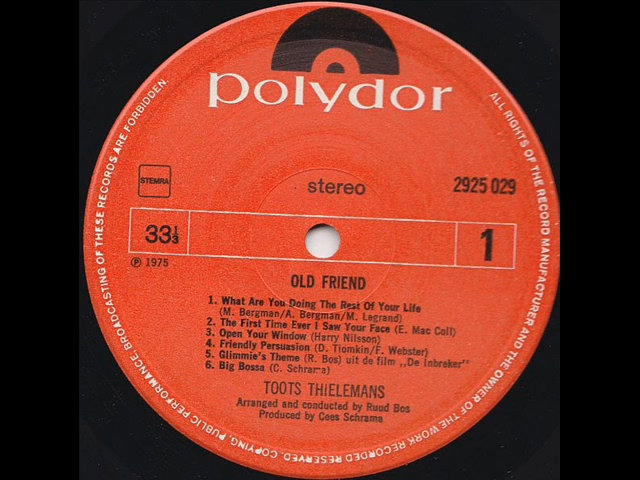 polydor
STEMRA
stereo
2925 029
33⅓
1
℗ 1975
OLD FRIEND
1. What Are You Doing The Rest Of Your Life
(M. Bergman/A. Bergman/M. Legrand)
2. The First Time Ever I Saw Your Face (E. Mac Coll)
3. Open Your Window (Harry Nilsson)
4. Friendly Persuasion (D. Tiomkin/F. Webster)
5. Glimmie's Theme (R. Bos) uit de film „De Inbreker"
6. Big Bossa (C. Schrama)
TOOTS THIELEMANS
Arranged and conducted by Ruud Bos
Produced by Cees Schrama
ALL RIGHTS OF THE RECORD MANUFACTURER AND THE OWNER OF THE WORK RECORDED RESERVED. COPYING, PUBLIC PERFORMANCE, BROADCASTING OF THESE RECORDS ARE FORBIDDEN.